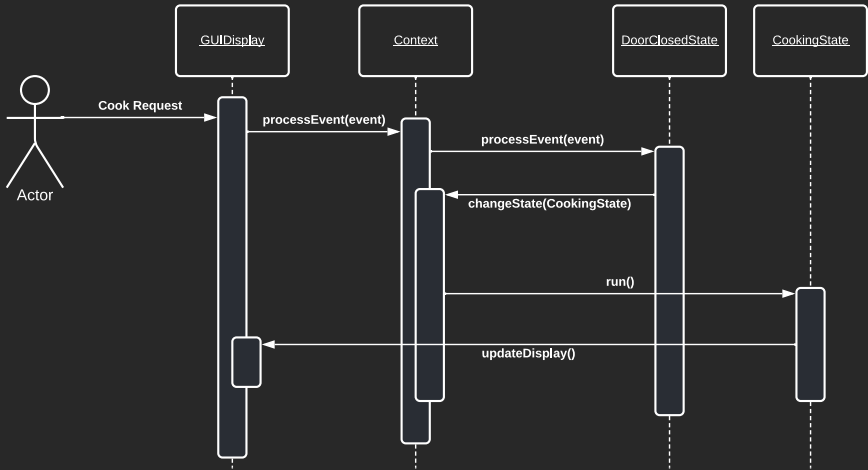 GUIDisplay
Context
DoorClosedState
CookingState
Cook Request
processEvent(event)
processEvent(event)
Actor
changeState(CookingState)
run()
updateDisplay()